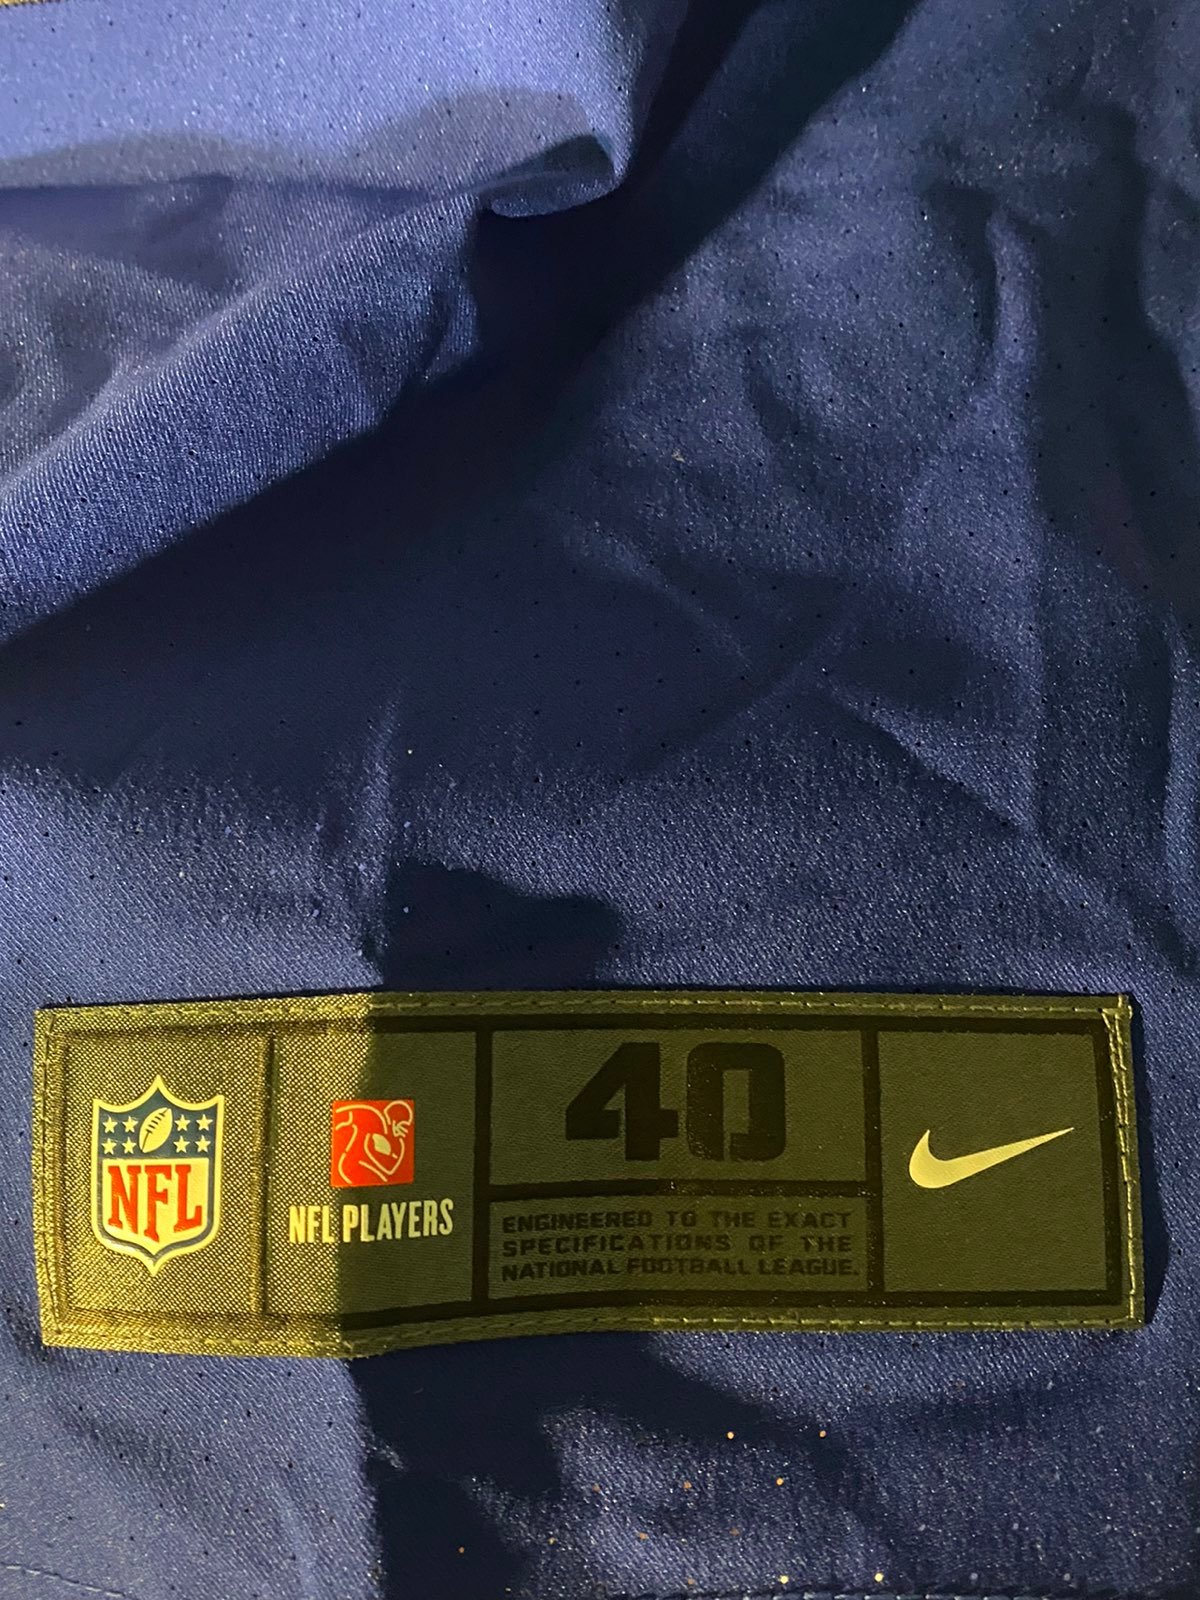 NFL
NFL PLAYERS
40
ENGINEERED TO THE EXACT
SPECIFICATIONS OF THE
NATIONAL FOOTBALL LEAGUE.